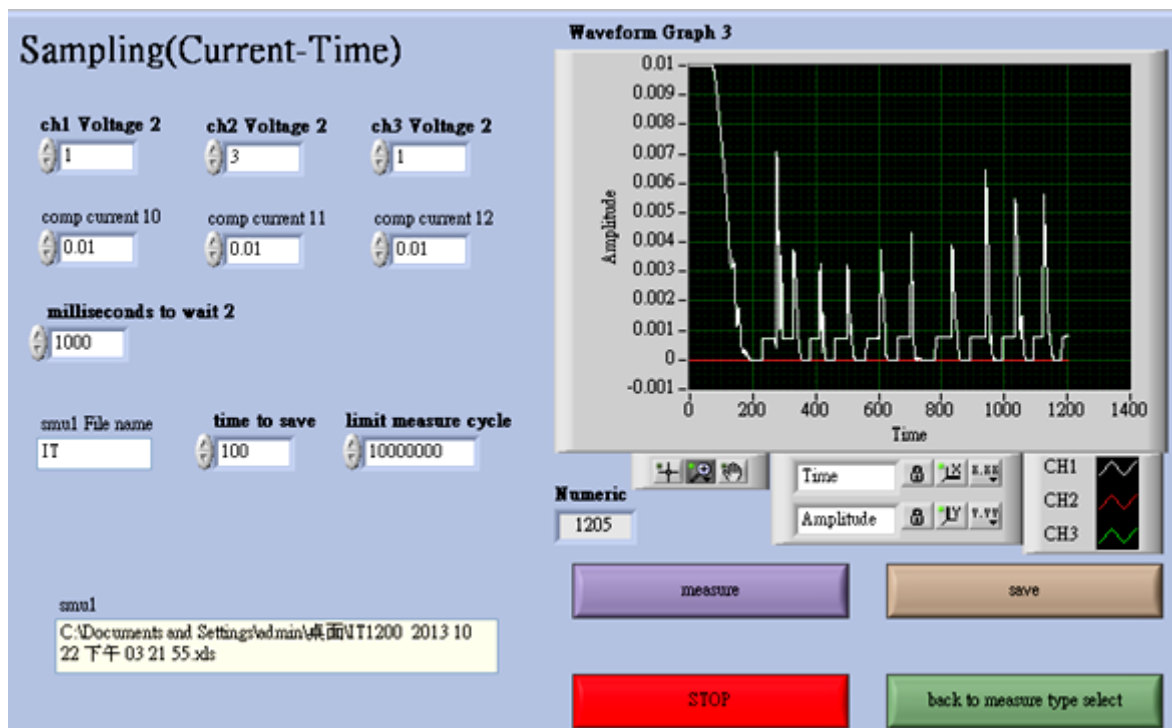 Sampling(Current-Time)
ch1 Voltage 2
ch2 Voltage 2
ch3 Voltage 2
1
3
1
comp current 10
comp current 11
comp current 12
0.01
0.01
0.01
milliseconds to wait 2
1000
smu1 File name
time to save
limit measure cycle
IT
100
10000000
smu1
C:\Documents and Settings\admin\桌面\IT1200 2013 10
22 下午 03 21 55.xls
Waveform Graph 3
Amplitude
0.01
0.009
0.008
0.007
0.006
0.005
0.004
0.003
0.002
0.001
0
-0.001
0
200
400
600
800
1000
1200
1400
Time
Time
Amplitude
X
X.XX
Y
Y.YY
CH1
CH2
CH3
Numeric
1205
measure
save
STOP
back to measure type select